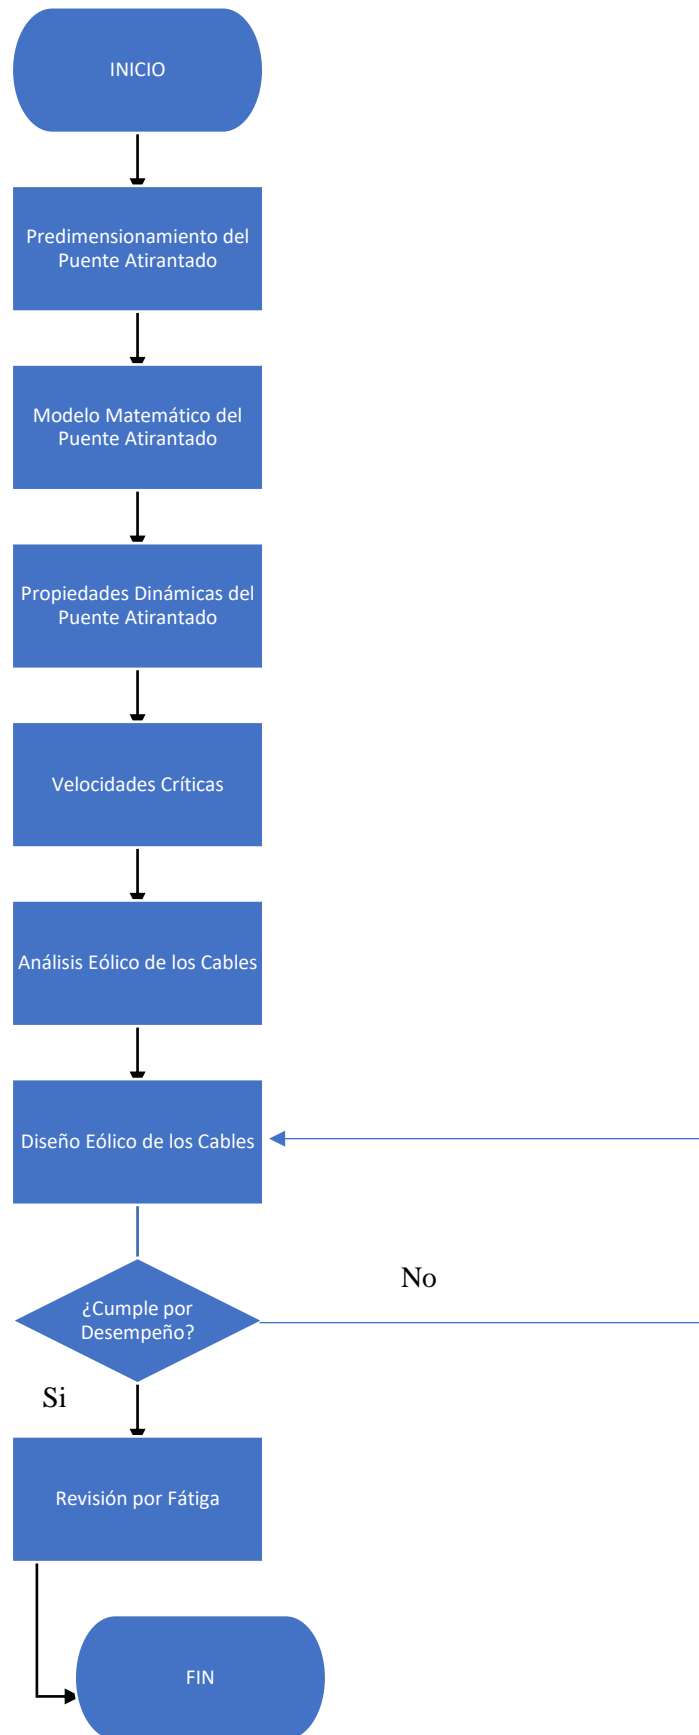 INICIO
Predimensionamiento del
Puente Atirantado
Modelo Matemático del
Puente Atirantado
Propiedades Dinámicas del
Puente Atirantado
Velocidades Críticas
Análisis Eólico de los Cables
Diseño Eólico de los Cables
No
¿Cumple por
Desempeño?
Si
Revisión por Fátiga
FIN